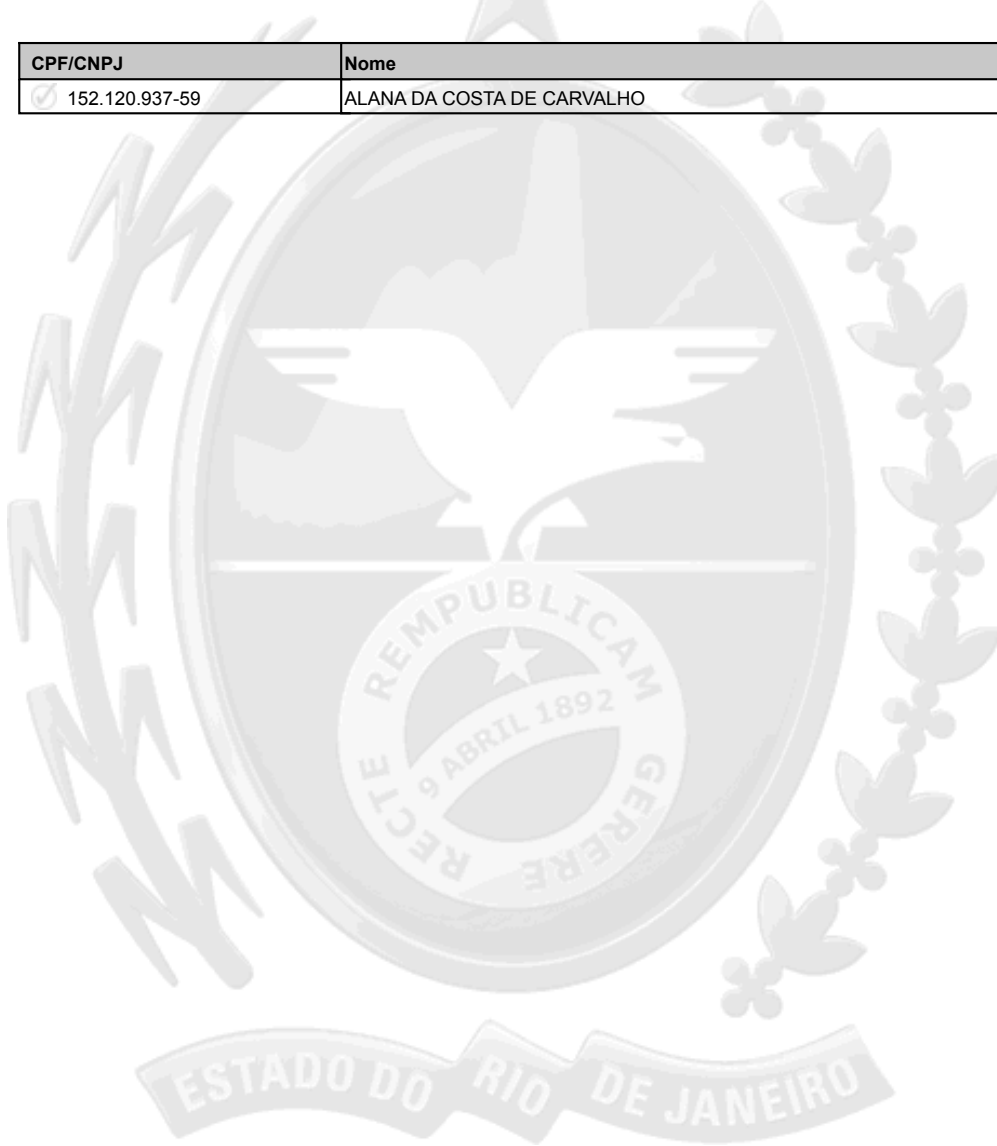 CPF/CNPJ Nome
152.120.937-59 ALANA DA COSTA DE CARVALHO
RECTE REMPUBLICAM GERERE
9 ABRIL 1892
ESTADO DO RIO DE JANEIRO